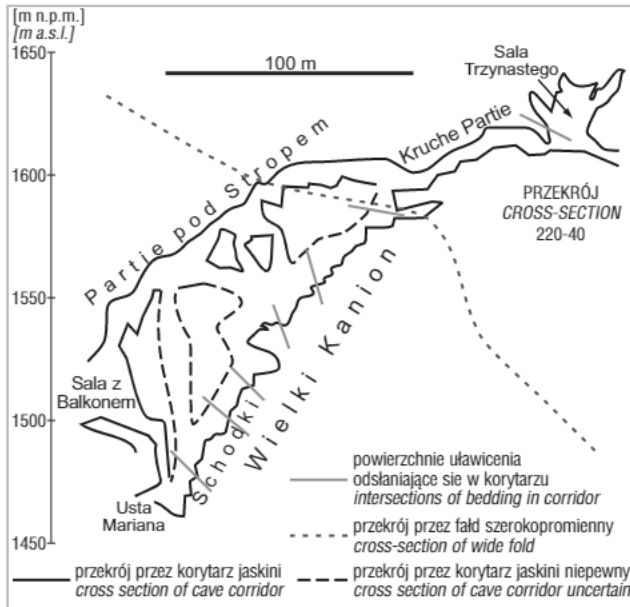 [m n.p.m.]
[m a.s.l.]
1650
1600
1550
1500
1450
100 m
Sala
Trzynastego
Kruche Partie
Partie pod Stropem
PRZEKRÓJ
CROSS-SECTION
220-40
Sala z
Balkonem
Usta
Mariana
Schodki
Wielki Kanion
powierzchnie uławicenia
odsłaniające sie w korytarzu
intersections of bedding in corridor
przekrój przez fałd szerokopromienny
cross-section of wide fold
przekrój przez korytarz jaskini
cross section of cave corridor
przekrój przez korytarz jaskini niepewny
cross section of cave corridor uncertain